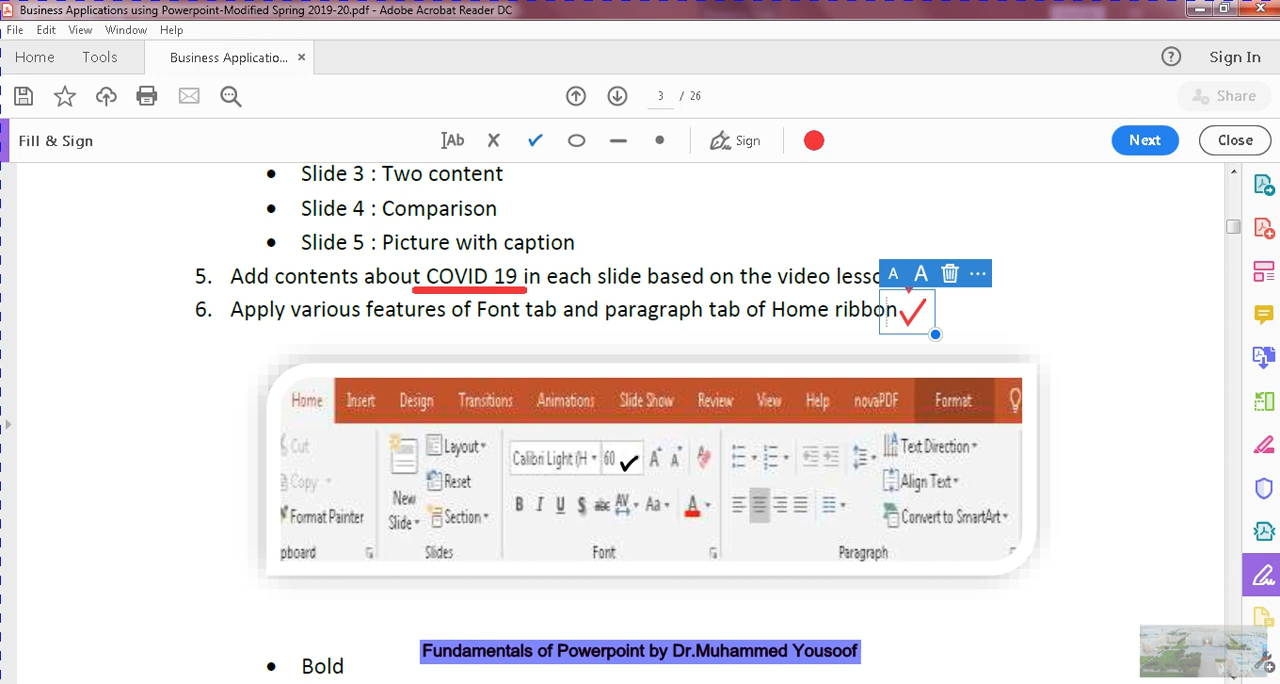 Business Applications using Powerpoint-Modified Spring 2019-20.pdf - Adobe Acrobat Reader DC
File Edit View Window Help
Home Tools Business Applicatio... × ? Sign In
3 / 26 Share
Fill & Sign Ab Sign Next Close
• Slide 3 : Two content
• Slide 4 : Comparison
• Slide 5 : Picture with caption
5. Add contents about COVID 19 in each slide based on the video lesso
A A ...
6. Apply various features of Font tab and paragraph tab of Home ribbon
Home Insert Design Transitions Animations Slide Show Review View Help novaPDF Format
Cut Layout Calibri Light (H 60 A A Text Direction
Copy New Reset Align Text
Format Painter Slide Section B I U S abc AV Aa A Convert to SmartArt
pboard Slides Font Paragraph
• Bold
Fundamentals of Powerpoint by Dr.Muhammed Yousoof